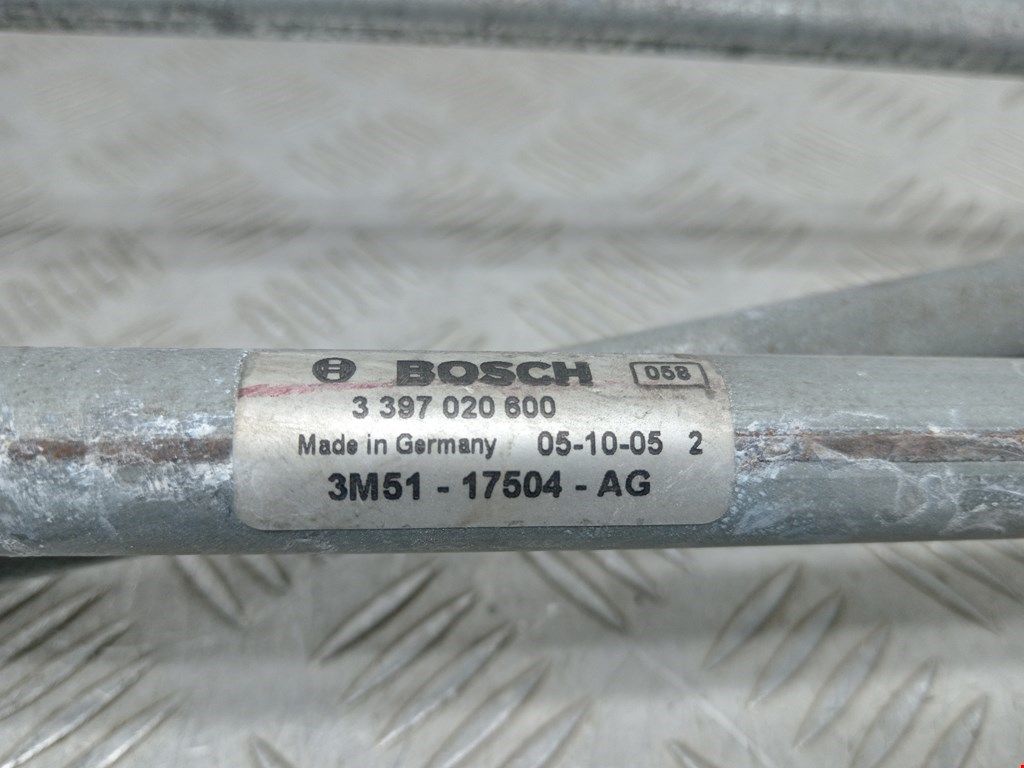 BOSCH 058
3 397 020 600
Made in Germany 05-10-05 2
3M51 - 17504 - AG